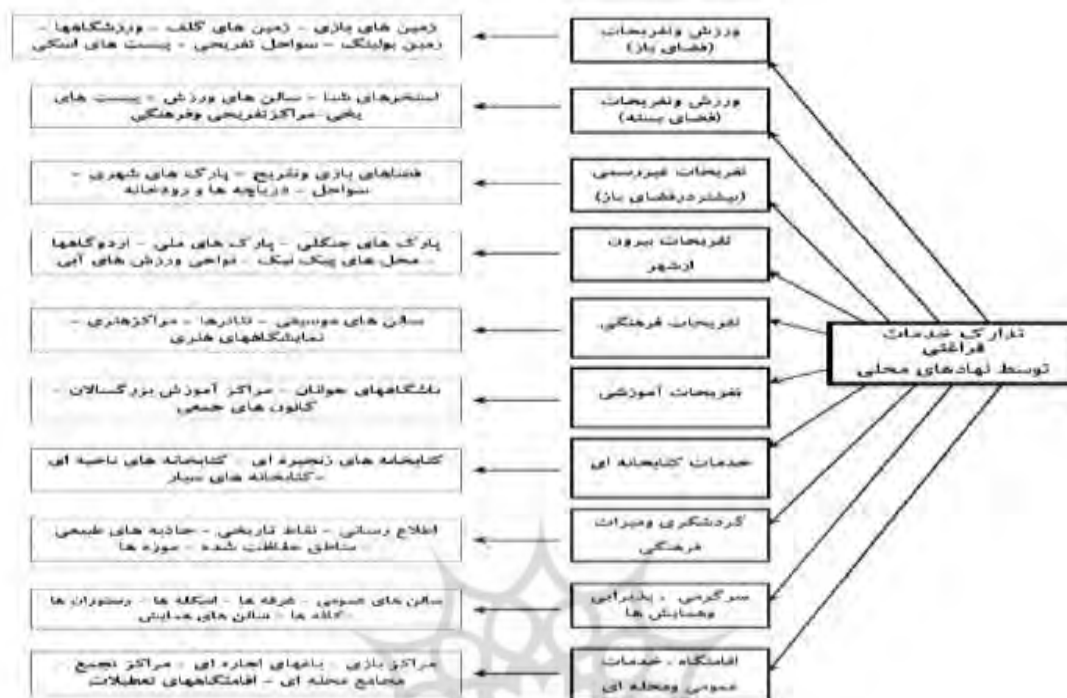 تدارک خدمات
فراغتی
توسط نهادهای محلی
ورزش وتفریحات
(فضای باز)
زمین های بازی – زمین های گلف – ورزشگاهها –
زمین بولینگ – سواحل تفریحی – پیست های اسکی
ورزش وتفریحات
(فضای بسته)
استخرهای شنا – سالن های ورزش – پیست های
یخی–مراکزتفریحی وفرهنگی
تفریحات غیررسمی
(بیشتردرفضای باز)
فضاهای بازی وتفریح – پارک های شهری –
سواحل – دریاچه ها و رودخانه
تفریحات بیرون
ازشهر
پارک های جنگلی – پارک های ملی – اردوگاهها
– محل های پیک نیک – نواحی ورزش های آبی
تفریحات فرهنگی
سالن های موسیقی – تئاترها – مراکزهنری –
نمایشگاههای هنری
تفریحات آموزشی
باشگاههای جوانان – مراکز آموزش بزرگسالان –
کانون های جمعی
خدمات کتابخانه ای
کتابخانه های زنجیره ای – کتابخانه های ناحیه ای
–کتابخانه های سیار
گردشگری ومیراث
فرهنگی
اطلاع رسانی – نقاط تاریخی – جاذبه های طبیعی
– مناطق حفاظت شده – موزه ها
سرگرمی ، پذیرایی
وهمایش ها
سالن های عمومی – غرفه ها – اسکله ها – رستوران ها
–کافه ها – سالن های همایش
اقامتگاه ، خدمات
عمومی ومحله ای
مراکز بازی – باغهای اجاره ای – مراکز تجمع –
مجامع محله ای – اقامتگاههای تعطیلات